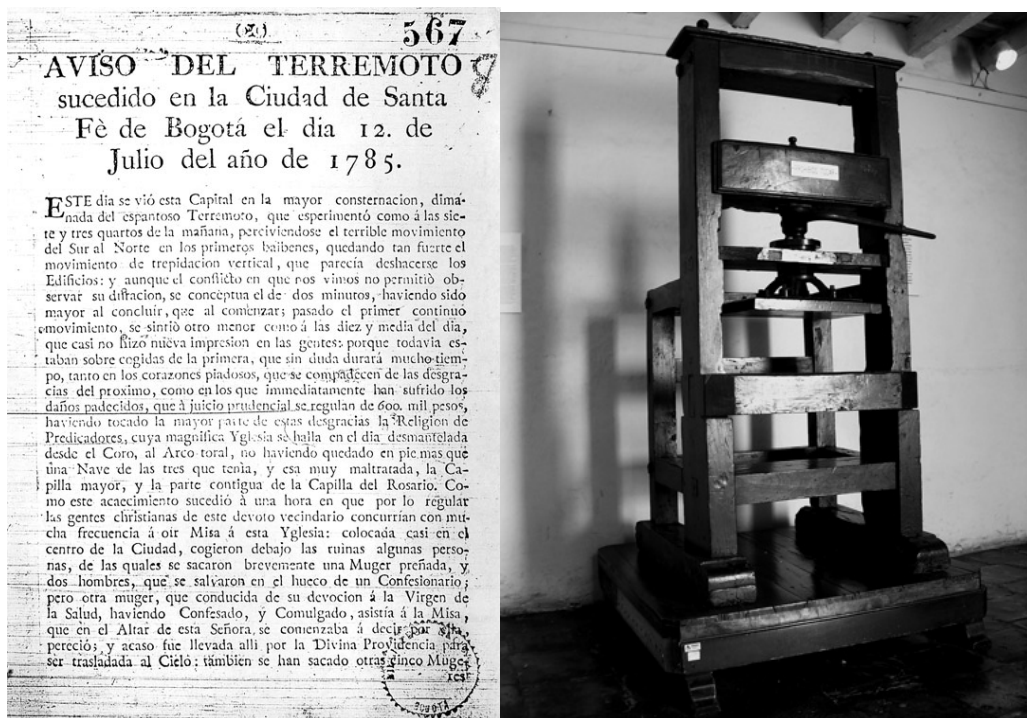 (✠)
567
AVISO DEL TERREMOTO
sucedido en la Ciudad de Santa
Fè de Bogotá el dia 12. de
Julio del año de 1785.
ESTE dia se vió esta Capital en la mayor consternacion, dima-
nada del espantoso Terremoto, que esperimentó como á las sie-
te y tres quartos de la mañana, perciviendose el terrible movimiento
del Sur al Norte en los primeros baibenes, quedando tan fuerte el
movimiento de trepidacion vertical, que parecía deshacerse los
Edificios: y aunque el conflicto en que nos vimos no permitiò ob-
servar su duracion, se concèptua el de dos minutos, haviendo sido
mayor al concluir, que al comenzar; pasado el primer continuó
movimiento, se sintiò otro menor como á las diez y media del dia,
que casi no hizo nueva impresion en las gentes: porque todavia es-
taban sobre cogidas de la primera, que sin duda durará mucho tiem-
po, tanto en los corazones piadosos, que se compadecen de las desgra-
cias del proximo, como en los que immediatamente han sufrido los
daños padecidos, que à juicio prudencial se regulan de 600. mil pesos,
haviendo tocado la mayor parte de estas desgracias la Religion de
Predicadores, cuya magnifica Yglesia se halla en el dia desmantelada
desde el Coro, al Arco toral, no haviendo quedado en pie mas que
una Nave de las tres que tenia, y esa muy maltratada, la Ca-
pilla mayor, y la parte contigua de la Capilla del Rosario. Co-
mo este acaecimiento sucediò à una hora en que por lo regular
las gentes christianas de este devoto vecindario concurrían con mu-
cha frecuencia á oir Misa á esta Yglesia: colocada casi en el
centro de la Ciudad, cogieron debajo las ruinas algunas perso-
nas, de las quales se sacaron brevemente una Muger preñada, y
dos hombres, que se salvaron en el hueco de un Confesionario;
pero otra muger, que conducida de su devocion á la Virgen de
la Salud, haviendo Confesado, y Comulgado, asistía á la Misa,
que en el Altar de esta Señora se comenzaba á decir por
pereciò; y acaso fue llevada alli por la Divina Providencia para
ser trasladada al Cielo: tambien se han sacado otras cinco Muge-
res
BOGOTA